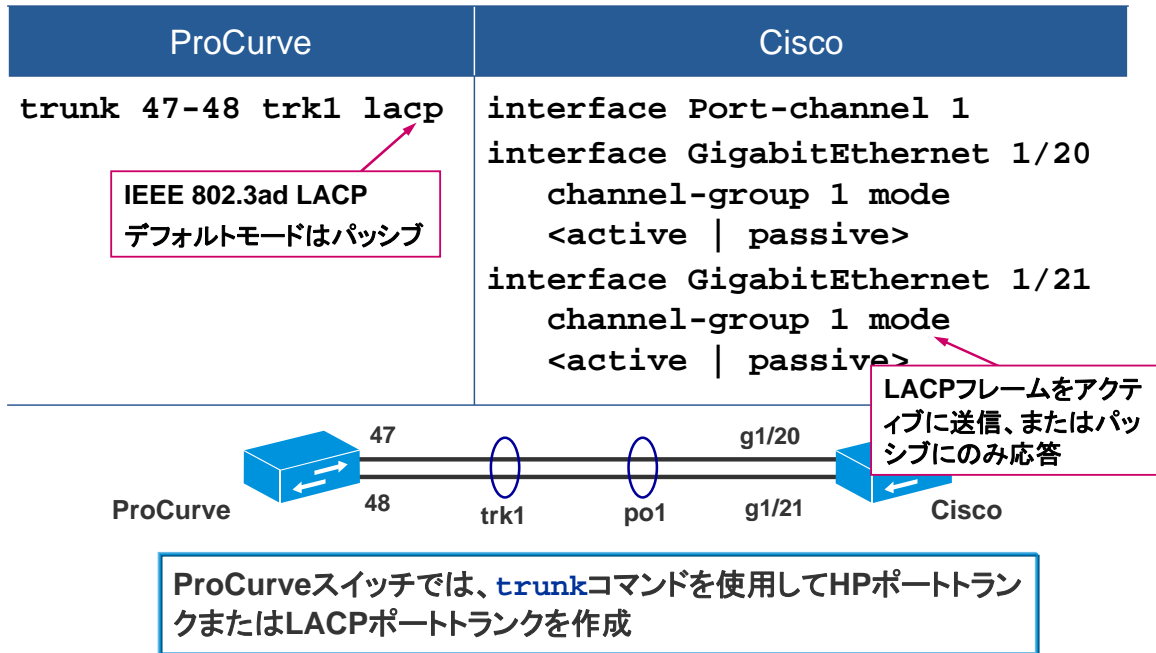 ProCurve
Cisco
trunk 47-48 trk1 lacp
IEEE 802.3ad LACP
デフォルトモードはパッシブ
interface Port-channel 1
interface GigabitEthernet 1/20
channel-group 1 mode
<active | passive>
interface GigabitEthernet 1/21
channel-group 1 mode
<active | passive>
LACPフレームをアクテ
ィブに送信、またはパッ
シブにのみ応答
47
g1/20
ProCurve
48
trk1
po1
g1/21
Cisco
ProCurveスイッチでは、trunkコマンドを使用してHPポートトラン
クまたはLACPポートトランクを作成